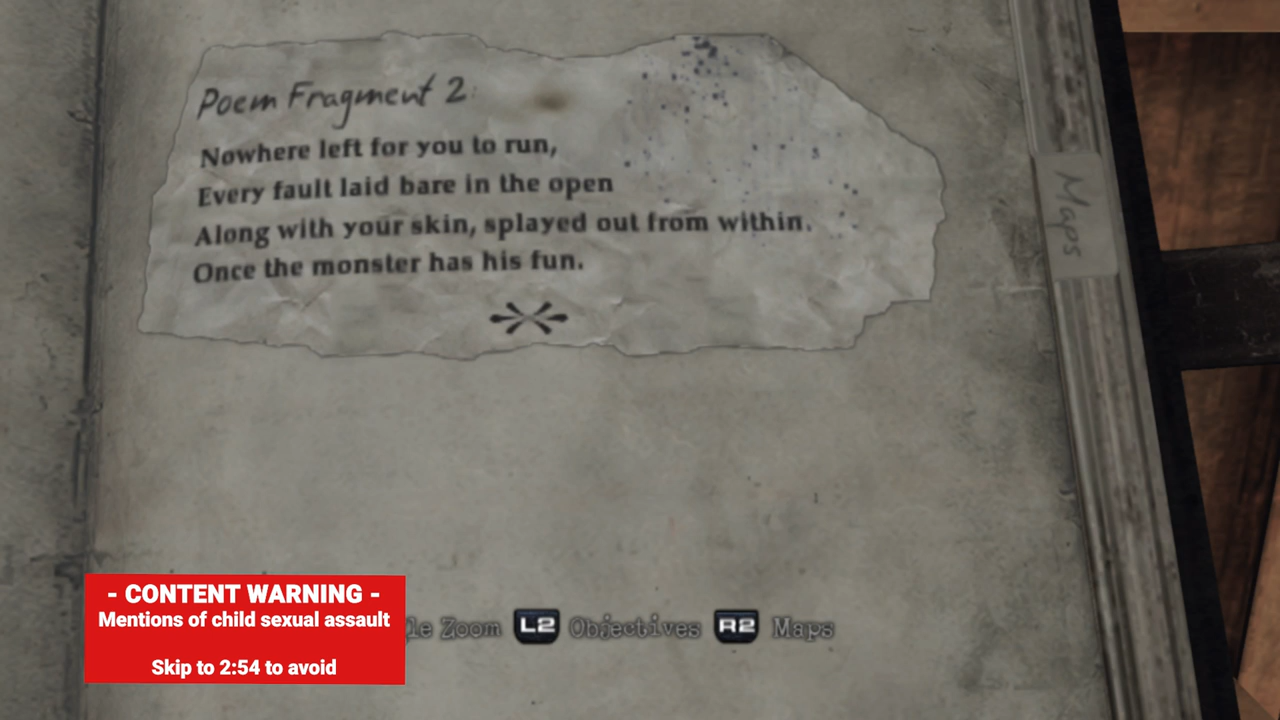 Poem Fragment 2
Nowhere left for you to run,
Every fault laid bare in the open
Along with your skin, splayed out from within.
Once the monster has his fun.
Maps
- CONTENT WARNING -
Mentions of child sexual assault
Skip to 2:54 to avoid
Zoom L2 Objectives R2 Maps